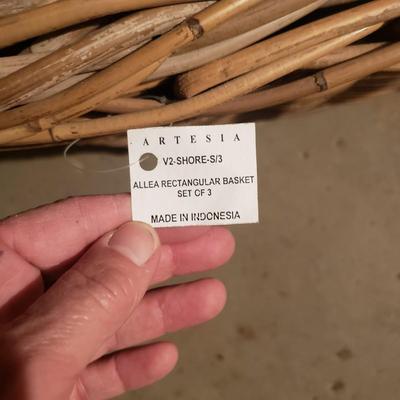 ARTESIA
V2-SHORE-S/3
ALLEA RECTANGULAR BASKET
SET OF 3
MADE IN INDONESIA